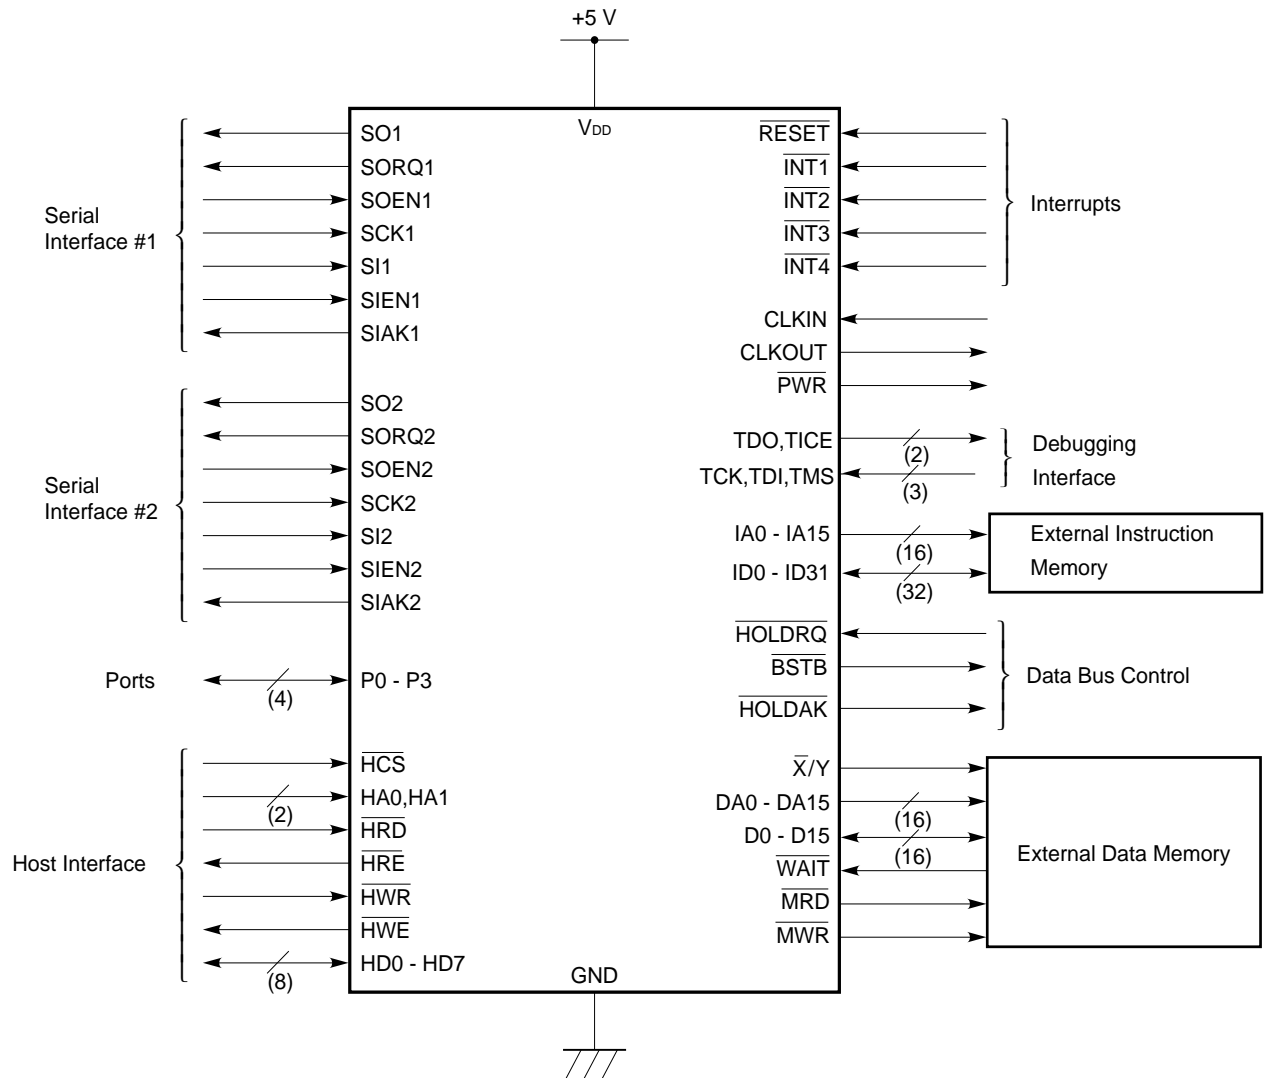 +5 V
VDD
Serial
Interface #1
SO1
SORQ1
SOEN1
SCK1
SI1
SIEN1
SIAK1
Serial
Interface #2
SO2
SORQ2
SOEN2
SCK2
SI2
SIEN2
SIAK2
Ports
(4)
P0 - P3
Host Interface
HCS
HA0,HA1
(2)
HRD
HRE
HWR
HWE
HD0 - HD7
(8)
GND
RESET
INT1
INT2
INT3
INT4
Interrupts
CLKIN
CLKOUT
PWR
TDO,TICE
(2)
TCK,TDI,TMS
(3)
Debugging
Interface
IA0 - IA15
(16)
ID0 - ID31
(32)
External Instruction
Memory
HOLDRQ
BSTB
HOLDAK
Data Bus Control
X/Y
DA0 - DA15
(16)
D0 - D15
(16)
WAIT
MRD
MWR
External Data Memory